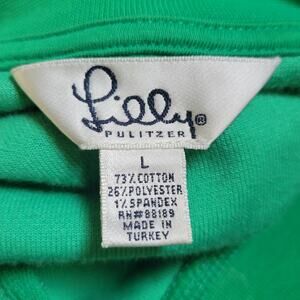 Lilly®
PULITZER
L
73% COTTON
26% POLYESTER
1% SPANDEX
RN#88189
MADE IN
TURKEY